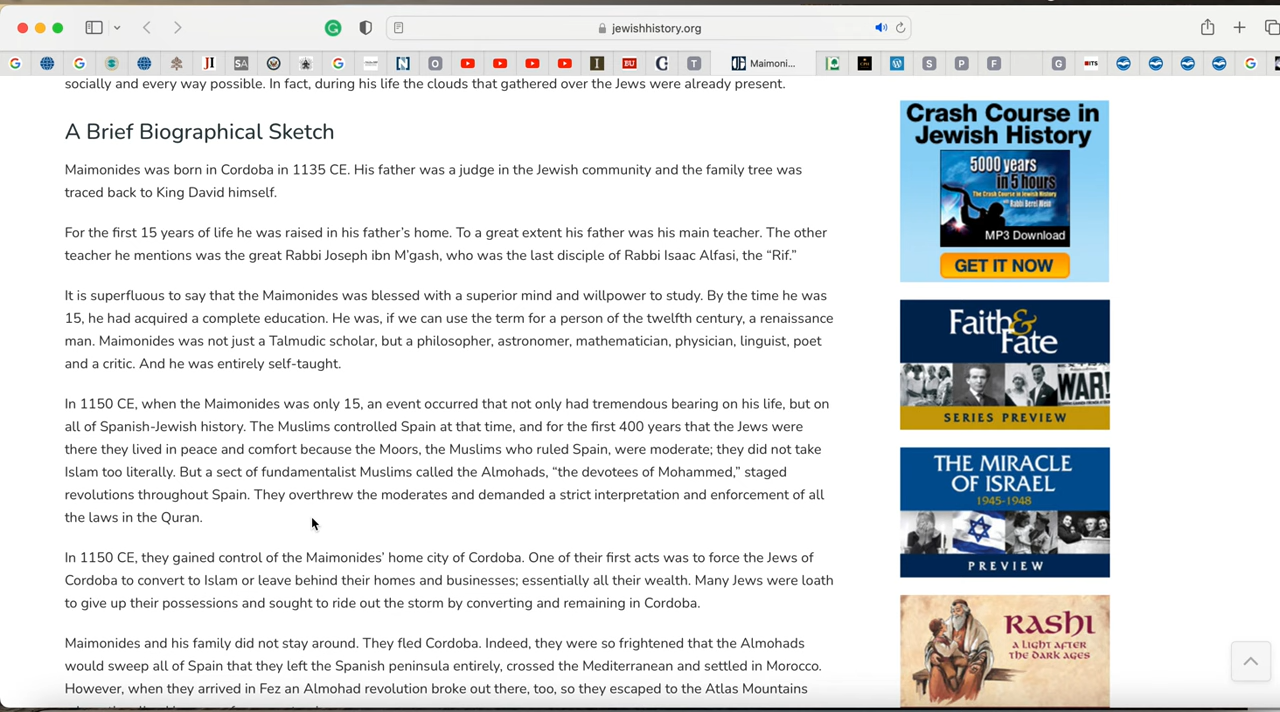 jewishhistory.org
Maimoni...
socially and every way possible. In fact, during his life the clouds that gathered over the Jews were already present.
A Brief Biographical Sketch
Maimonides was born in Cordoba in 1135 CE. His father was a judge in the Jewish community and the family tree was
traced back to King David himself.
For the first 15 years of life he was raised in his father’s home. To a great extent his father was his main teacher. The other
teacher he mentions was the great Rabbi Joseph ibn M’gash, who was the last disciple of Rabbi Isaac Alfasi, the “Rif.”
It is superfluous to say that the Maimonides was blessed with a superior mind and willpower to study. By the time he was
15, he had acquired a complete education. He was, if we can use the term for a person of the twelfth century, a renaissance
man. Maimonides was not just a Talmudic scholar, but a philosopher, astronomer, mathematician, physician, linguist, poet
and a critic. And he was entirely self-taught.
In 1150 CE, when the Maimonides was only 15, an event occurred that not only had tremendous bearing on his life, but on
all of Spanish-Jewish history. The Muslims controlled Spain at that time, and for the first 400 years that the Jews were
there they lived in peace and comfort because the Moors, the Muslims who ruled Spain, were moderate; they did not take
Islam too literally. But a sect of fundamentalist Muslims called the Almohads, “the devotees of Mohammed,” staged
revolutions throughout Spain. They overthrew the moderates and demanded a strict interpretation and enforcement of all
the laws in the Quran.
In 1150 CE, they gained control of the Maimonides’ home city of Cordoba. One of their first acts was to force the Jews of
Cordoba to convert to Islam or leave behind their homes and businesses; essentially all their wealth. Many Jews were loath
to give up their possessions and sought to ride out the storm by converting and remaining in Cordoba.
Maimonides and his family did not stay around. They fled Cordoba. Indeed, they were so frightened that the Almohads
would sweep all of Spain that they left the Spanish peninsula entirely, crossed the Mediterranean and settled in Morocco.
However, when they arrived in Fez an Almohad revolution broke out there, too, so they escaped to the Atlas Mountains
Crash Course in
Jewish History
5000 years
in 5 hours
The Crash Course in Jewish History
with Rabbi Berel Wein
MP3 Download
GET IT NOW
Faith &
Fate
WAR!
SERIES PREVIEW
THE MIRACLE
OF ISRAEL
1945-1948
PREVIEW
RASHI
A LIGHT AFTER
THE DARK AGES